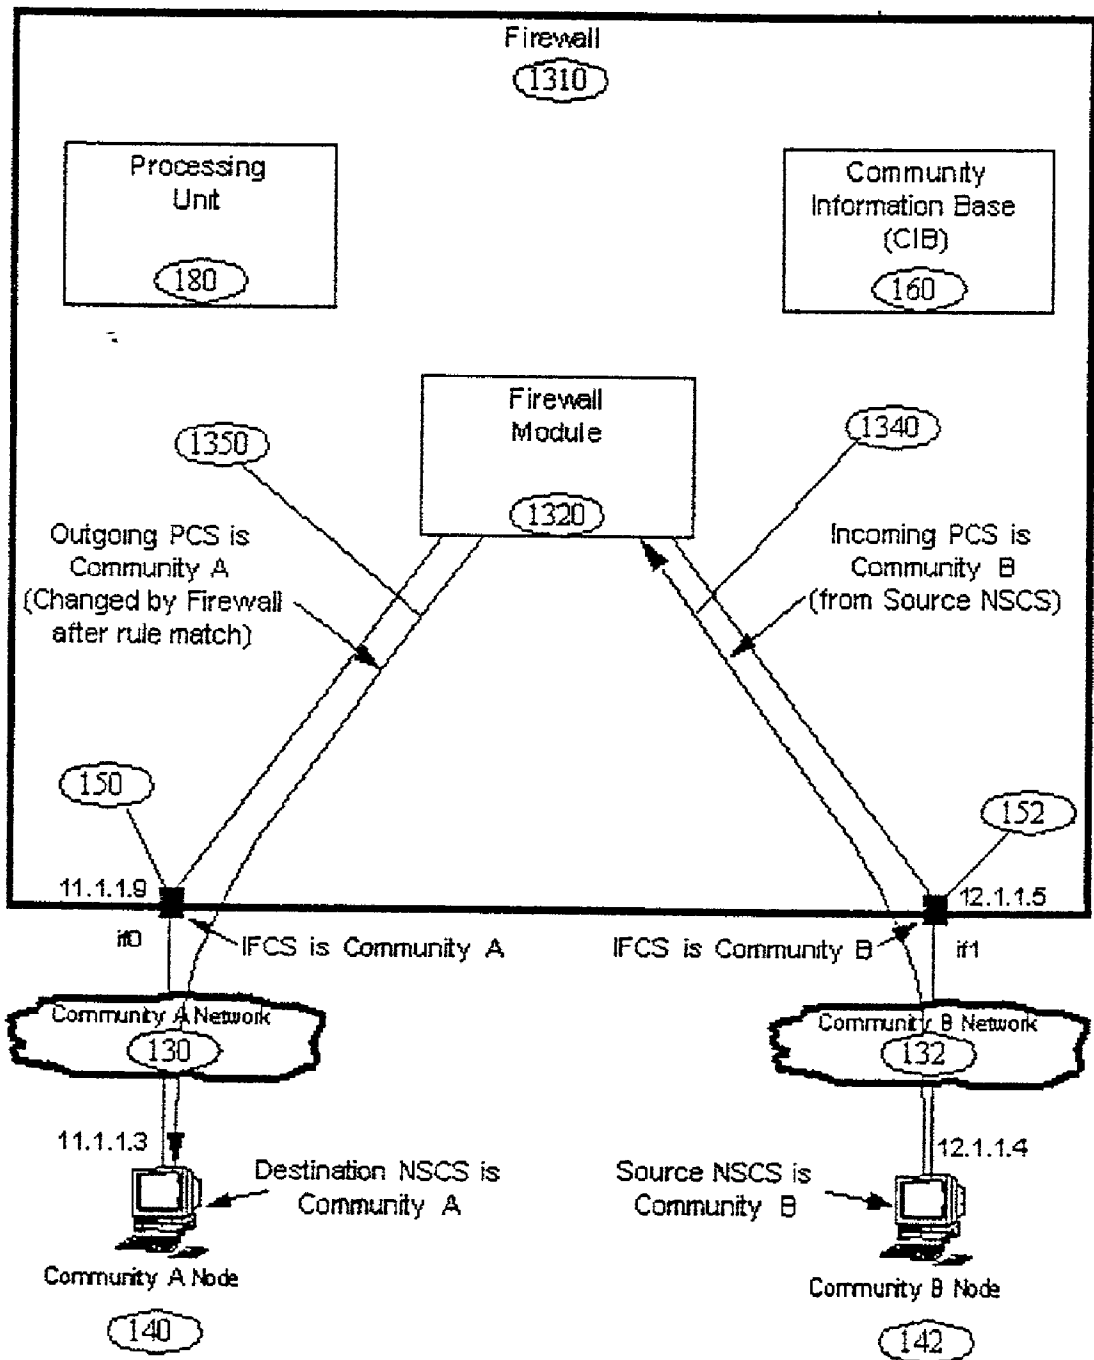 Firewall
1310
Processing
Unit
180
Community
Information Base
(CIB)
160
Firewall
Module
1320
1350
1340
Outgoing PCS is
Community A
(Changed by Firewall
after rule match)
Incoming PCS is
Community B
(from Source NSCS)
150
152
11.1.1.9
12.1.1.5
if0
IFCS is Community A
IFCS is Community B
if1
Community A Network
130
Community B Network
132
11.1.1.3
12.1.1.4
Destination NSCS is
Community A
Source NSCS is
Community B
Community A Node
140
Community B Node
142